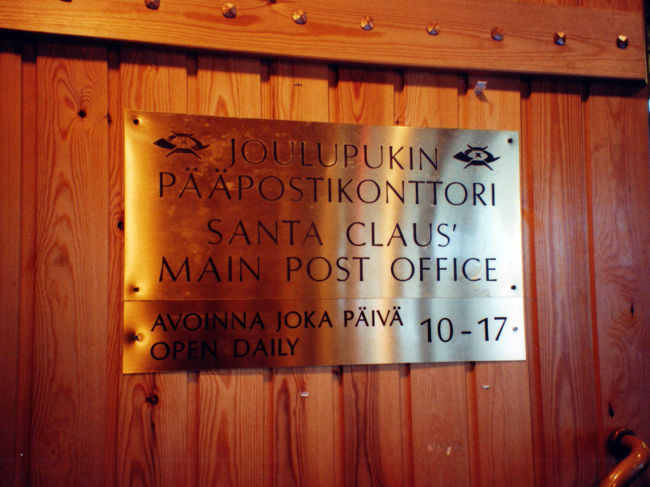 JOULUPUKIN
PÄÄPOSTIKONTTORI
SANTA CLAUS'
MAIN POST OFFICE
AVOINNA JOKA PÄIVÄ 10-17
OPEN DAILY